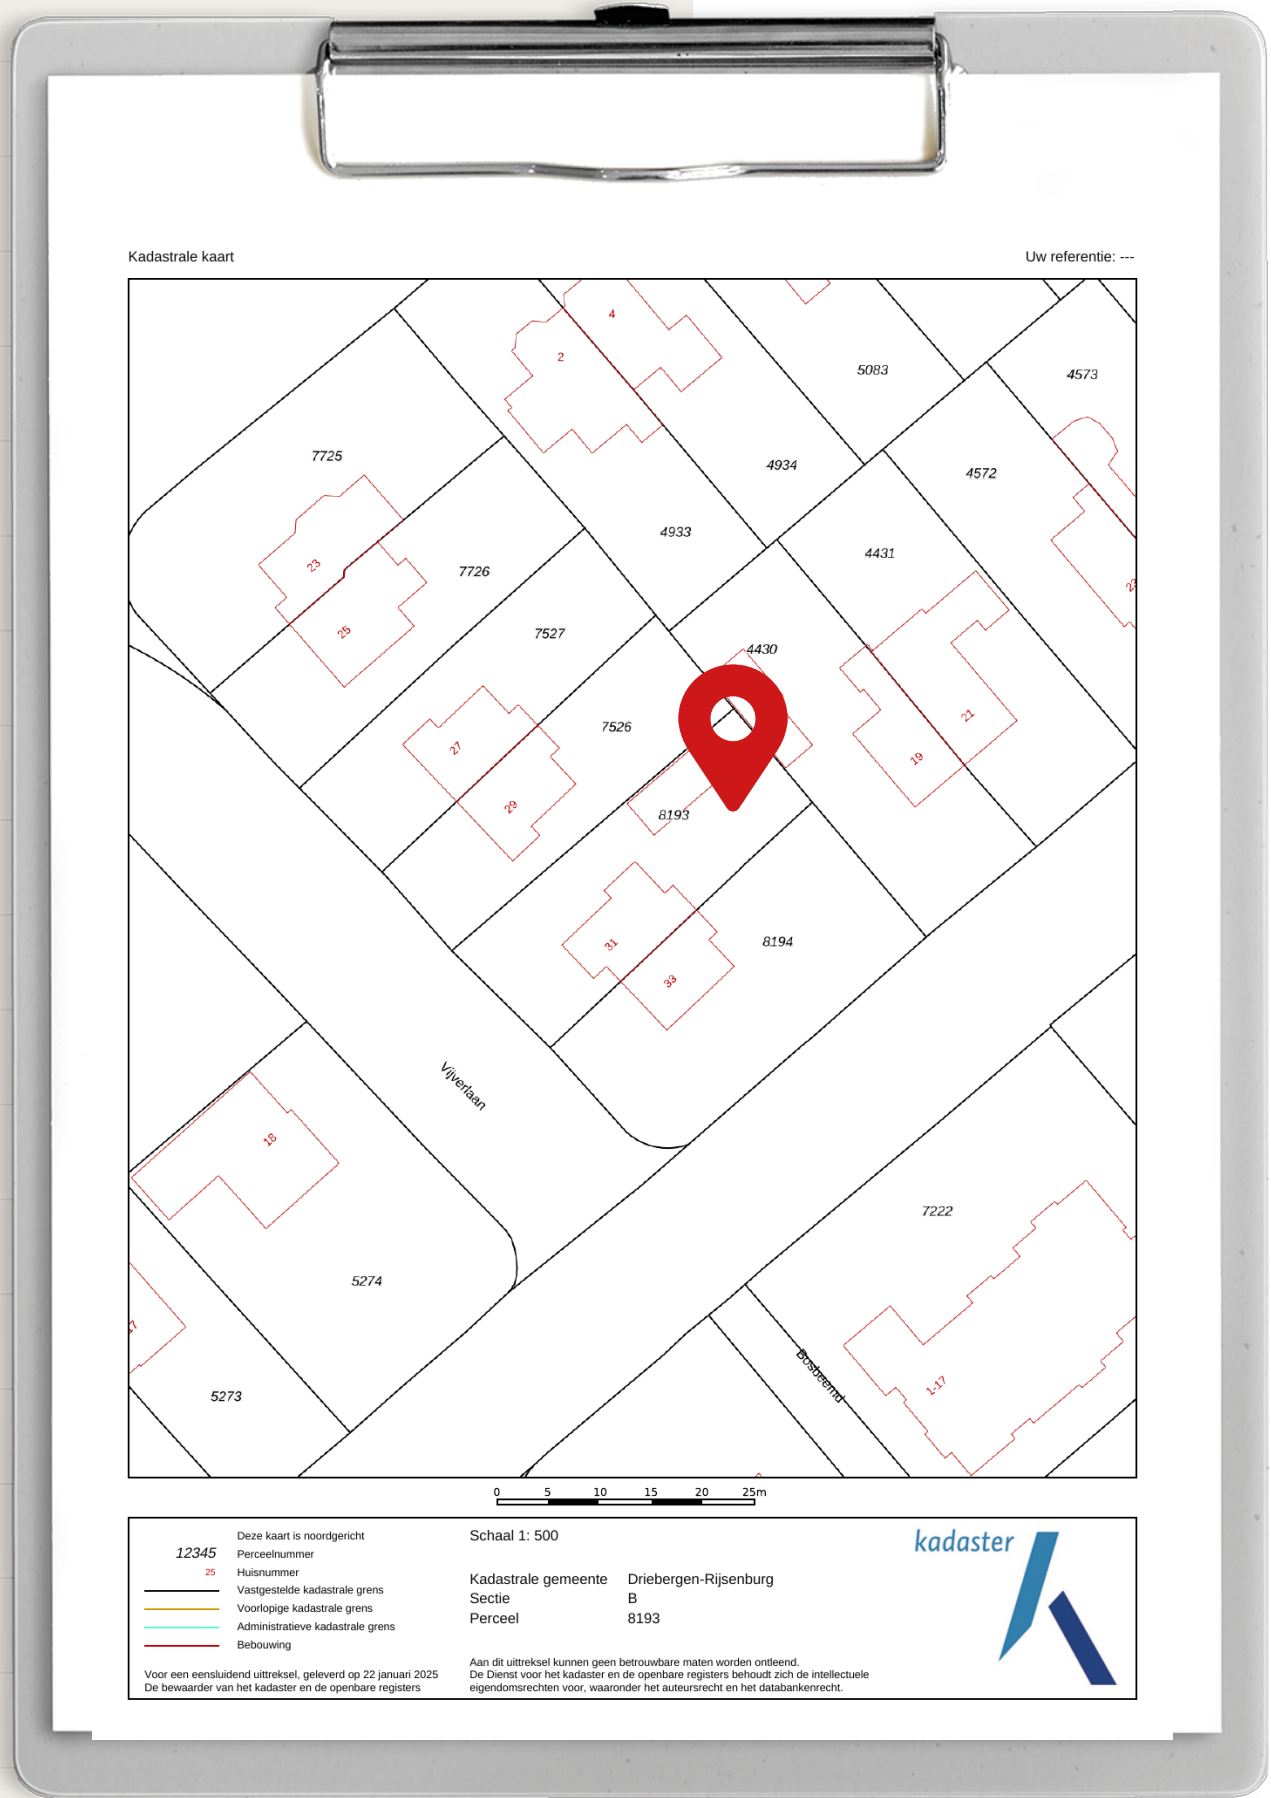 Kadastrale kaart
Uw referentie: ---
4
2
5083
4573
7725
4934
4572
4933
4431
23
7726
25
7527
4430
7526
27
21
19
29
8193
31
8194
33
Vijverlaan
18
7222
5274
17
Bosbeemd
1-17
5273
0 5 10 15 20 25m
Deze kaart is noordgericht
12345 Perceelnummer
25 Huisnummer
Vastgestelde kadastrale grens
Voorlopige kadastrale grens
Administratieve kadastrale grens
Bebouwing
Voor een eensluidend uittreksel, geleverd op 22 januari 2025
De bewaarder van het kadaster en de openbare registers
Schaal 1: 500
Kadastrale gemeente Driebergen-Rijsenburg
Sectie B
Perceel 8193
Aan dit uittreksel kunnen geen betrouwbare maten worden ontleend.
De Dienst voor het kadaster en de openbare registers behoudt zich de intellectuele
eigendomsrechten voor, waaronder het auteursrecht en het databankenrecht.
kadaster